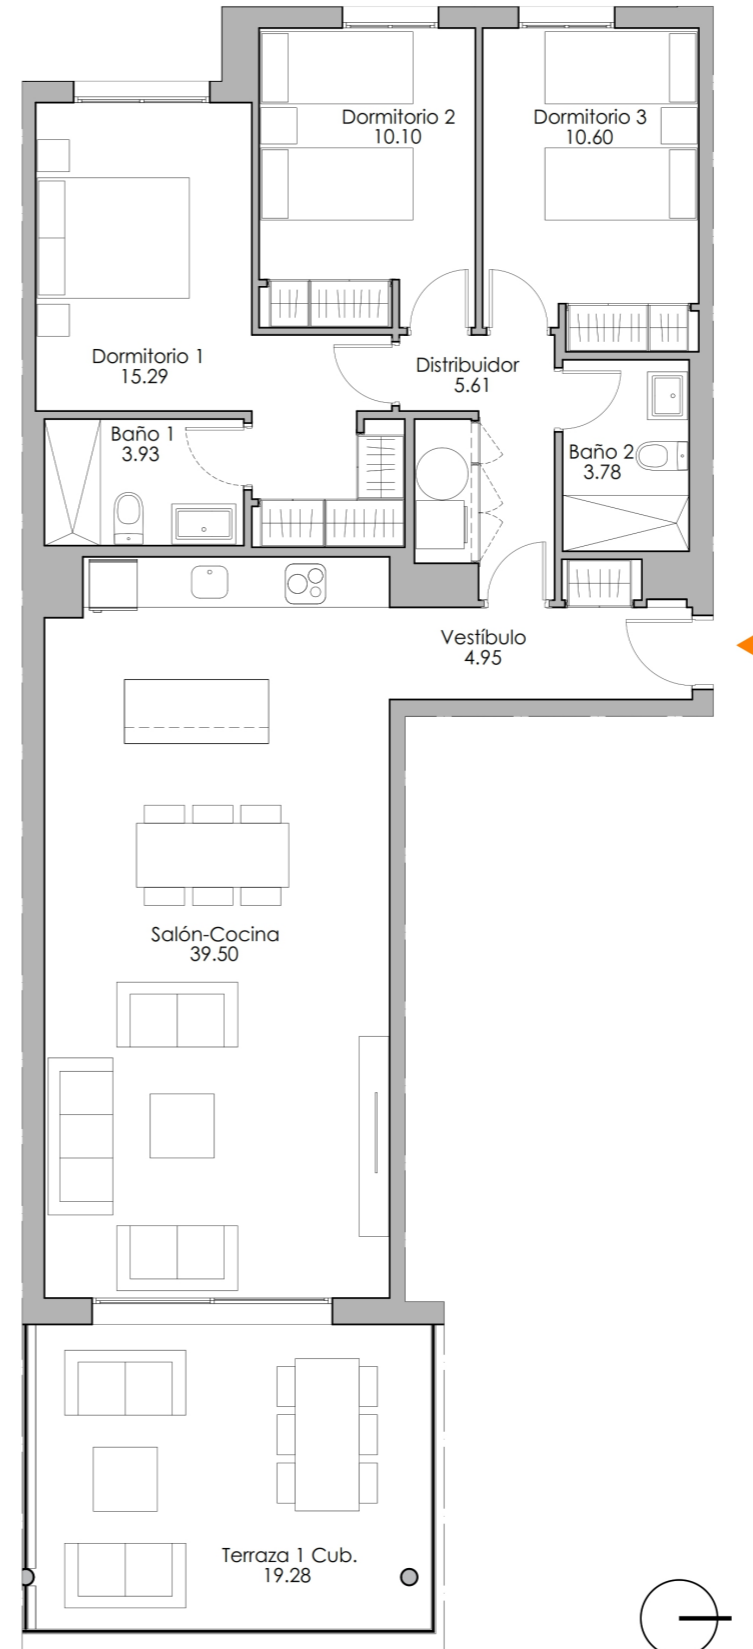 Dormitorio 2
10.10
Dormitorio 3
10.60
Dormitorio 1
15.29
Distribuidor
5.61
Baño 1
3.93
Baño 2
3.78
Vestíbulo
4.95
Salón-Cocina
39.50
Terraza 1 Cub.
19.28